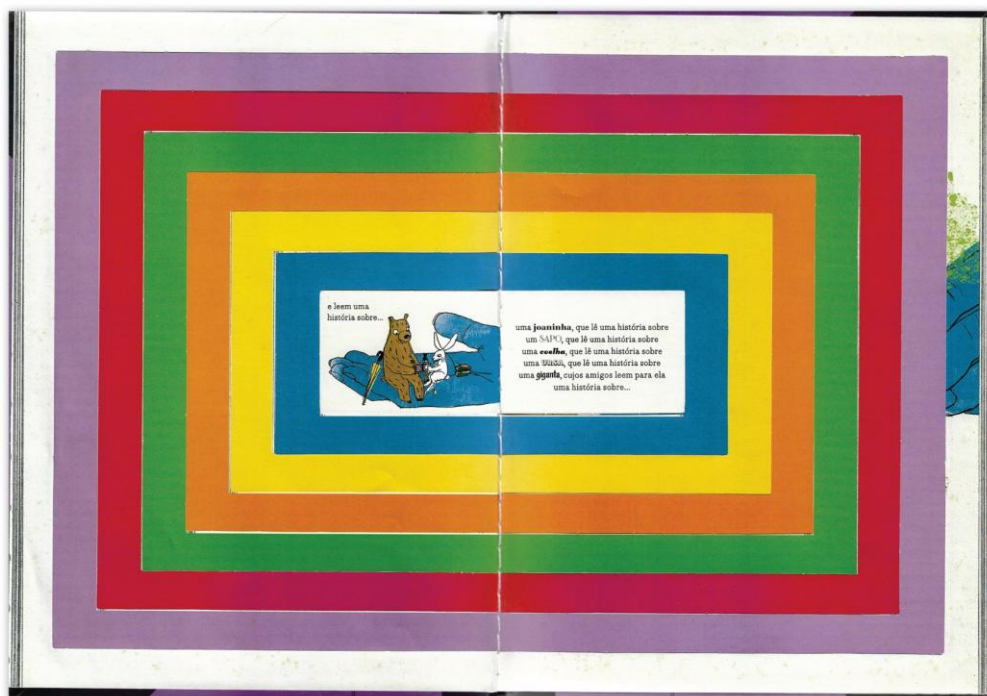 e leem uma
história sobre...
uma joaninha, que lê uma história sobre
um SAPO, que lê uma história sobre
uma coelha, que lê uma história sobre
uma que lê uma história sobre
uma giganta, cujos amigos leem para ela
uma história sobre...